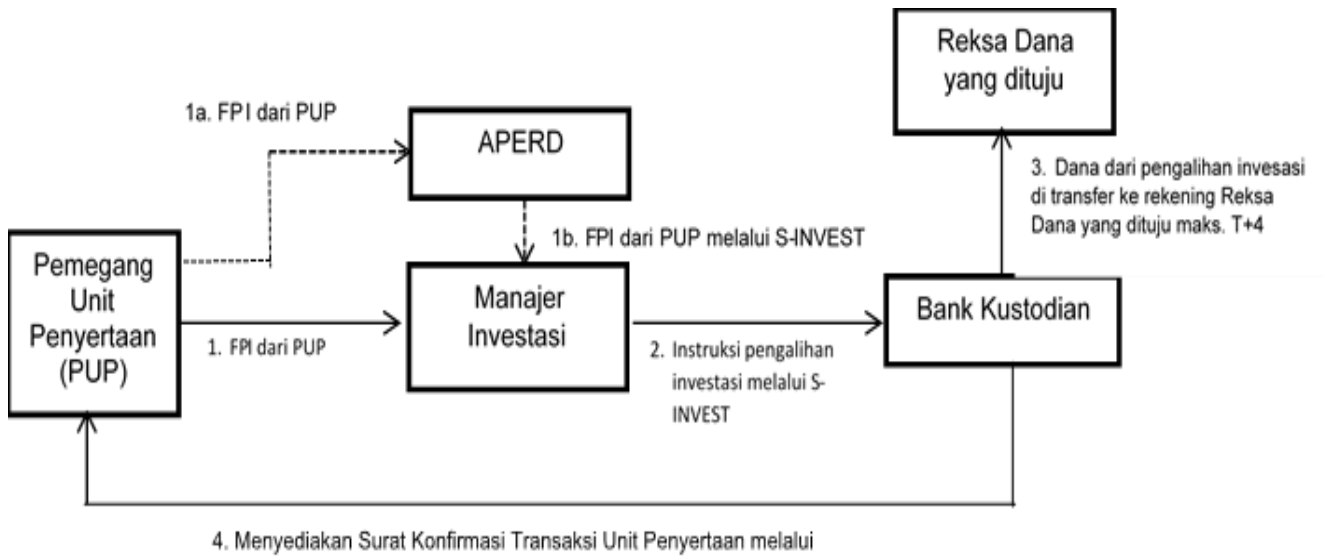 Reksa Dana
yang dituju
1a. FPI dari PUP
APERD
3. Dana dari pengalihan invesasi
di transfer ke rekening Reksa
Dana yang dituju maks. T+4
1b. FPI dari PUP melalui S-INVEST
Pemegang
Unit
Penyertaan
(PUP)
Manajer
Investasi
Bank Kustodian
1. FPI dari PUP
2. Instruksi pengalihan
investasi melalui S-
INVEST
4. Menyediakan Surat Konfirmasi Transaksi Unit Penyertaan melalui